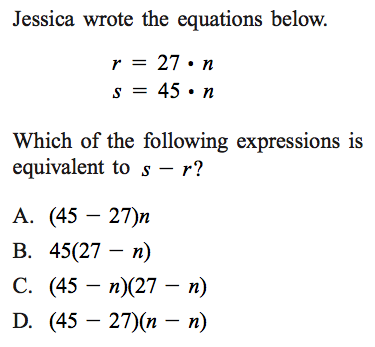 Jessica wrote the equations below.
r = 27 • n
s = 45 • n
Which of the following expressions is
equivalent to s − r?
A. (45 − 27)n
B. 45(27 − n)
C. (45 − n)(27 − n)
D. (45 − 27)(n − n)